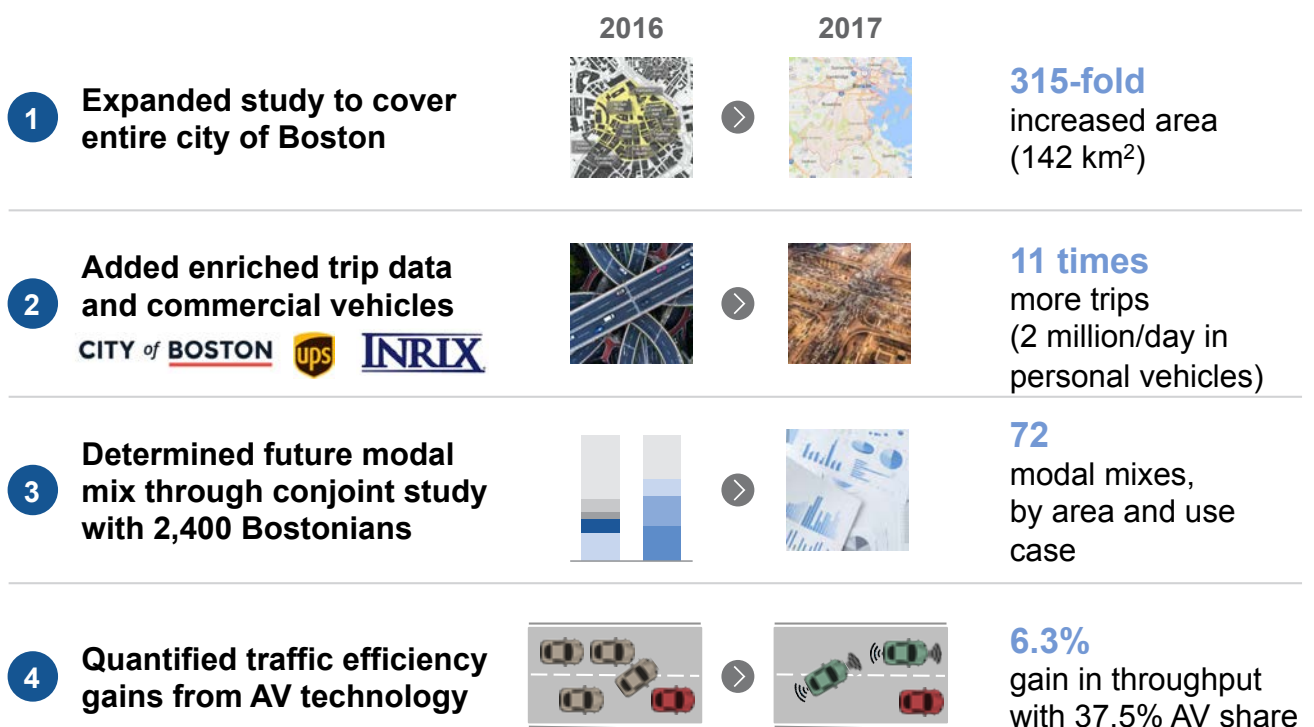 2016
2017
1
Expanded study to cover
entire city of Boston
315-fold
increased area
(142 km²)
2
Added enriched trip data
and commercial vehicles
CITY of BOSTON
ups
INRIX
11 times
more trips
(2 million/day in
personal vehicles)
3
Determined future modal
mix through conjoint study
with 2,400 Bostonians
72
modal mixes,
by area and use
case
4
Quantified traffic efficiency
gains from AV technology
6.3%
gain in throughput
with 37.5% AV share